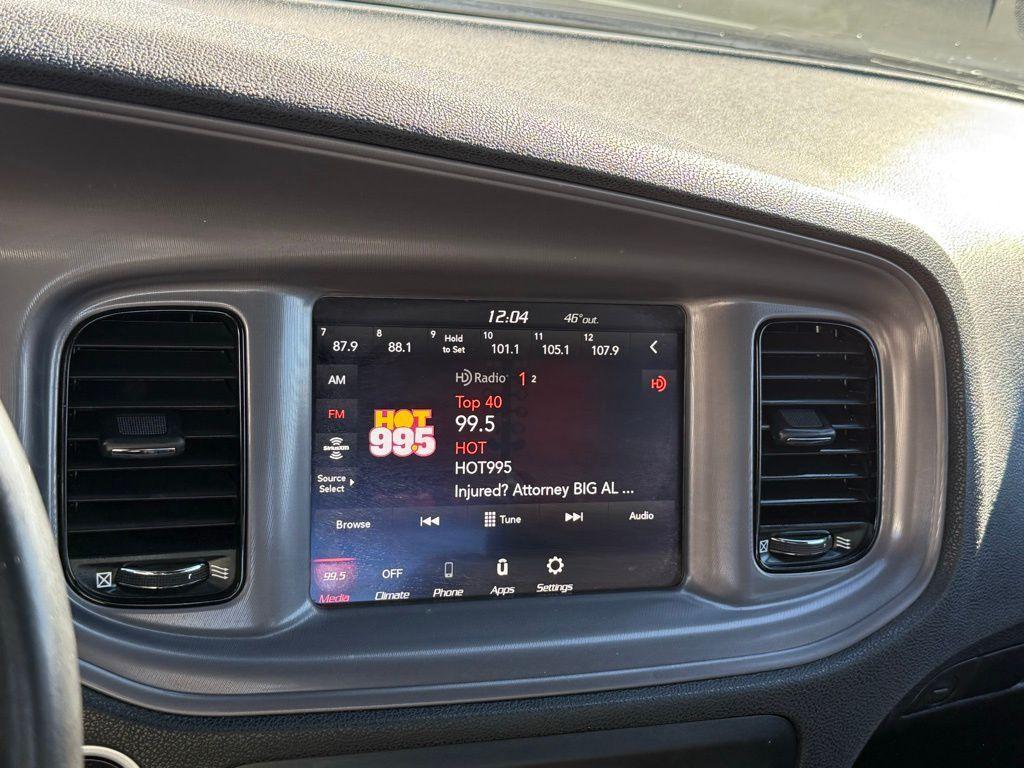 12:04 46°out.
7 87.9 8 88.1 9 Hold to Set 10 101.1 11 105.1 12 107.9
AM
HD Radio 1 2
HD
FM
Top 40
HOT 99.5
99.5
SiriusXM
HOT
HOT995
Source Select
Injured? Attorney BIG AL ...
Browse Tune Audio
99.5 OFF
Media Climate Phone Apps Settings